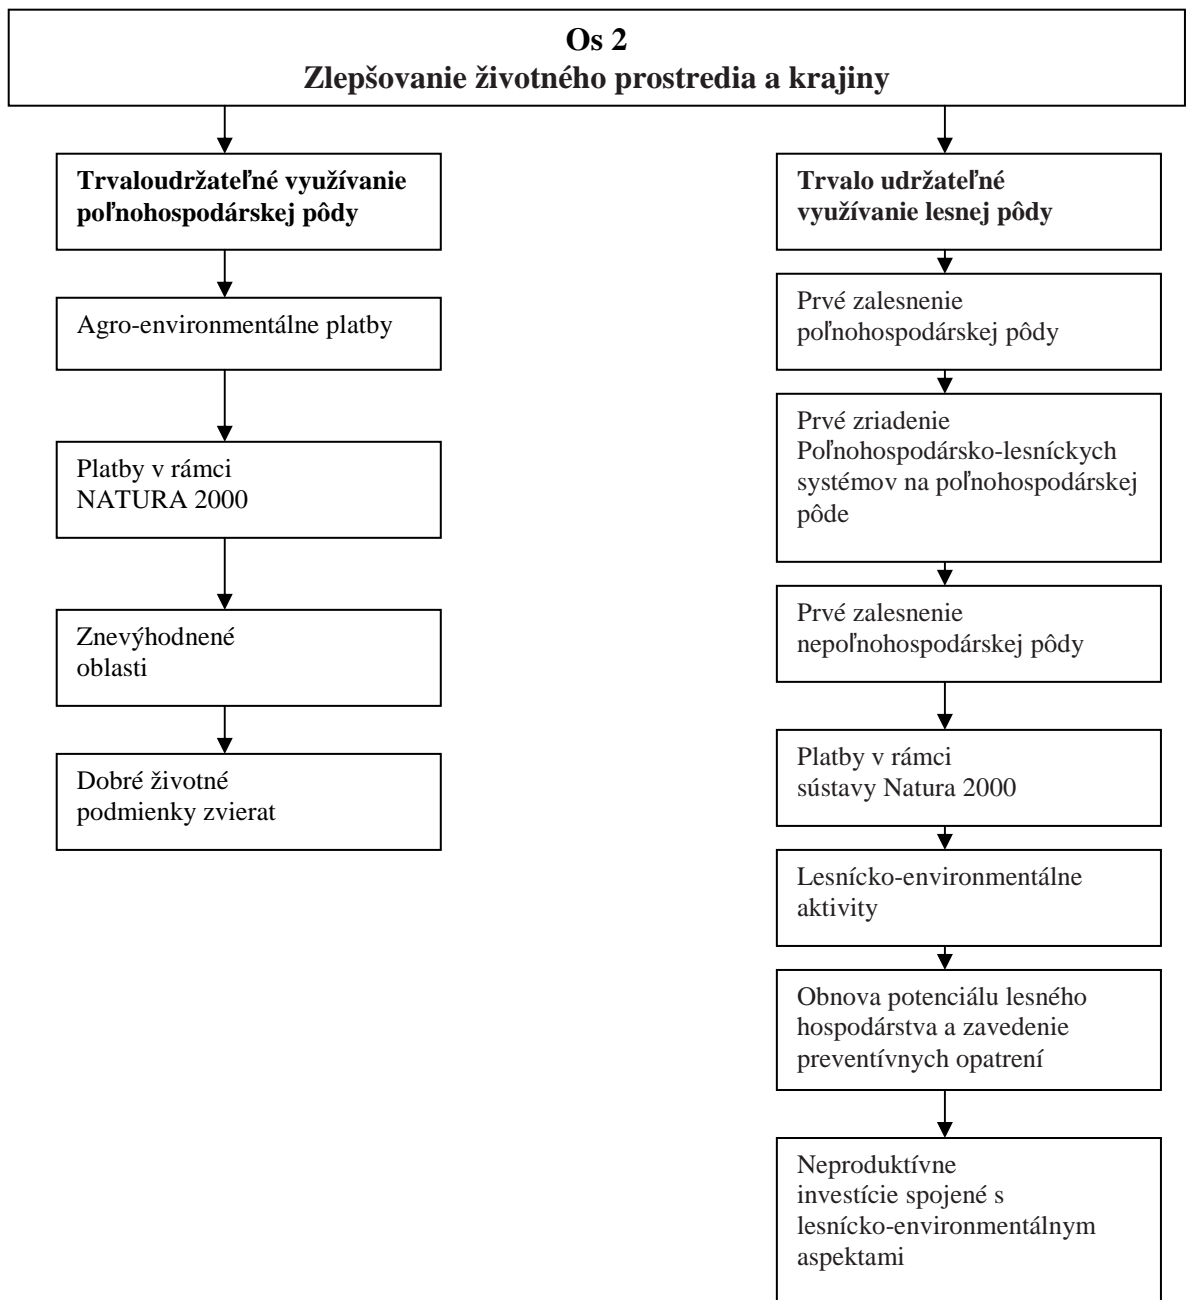 Os 2
Zlepšovanie životného prostredia a krajiny
Trvaloudržateľné využívanie
poľnohospodárskej pôdy
Agro-environmentálne platby
Platby v rámci
NATURA 2000
Znevýhodnené
oblasti
Dobré životné
podmienky zvierat
Trvalo udržateľné
využívanie lesnej pôdy
Prvé zalesnenie
poľnohospodárskej pôdy
Prvé zriadenie
Poľnohospodársko-lesníckych
systémov na poľnohospodárskej
pôde
Prvé zalesnenie
nepoľnohospodárskej pôdy
Platby v rámci
sústavy Natura 2000
Lesnícko-environmentálne
aktivity
Obnova potenciálu lesného
hospodárstva a zavedenie
preventívnych opatrení
Neproduktívne
investície spojené s
lesnícko-environmentálnym
aspektami